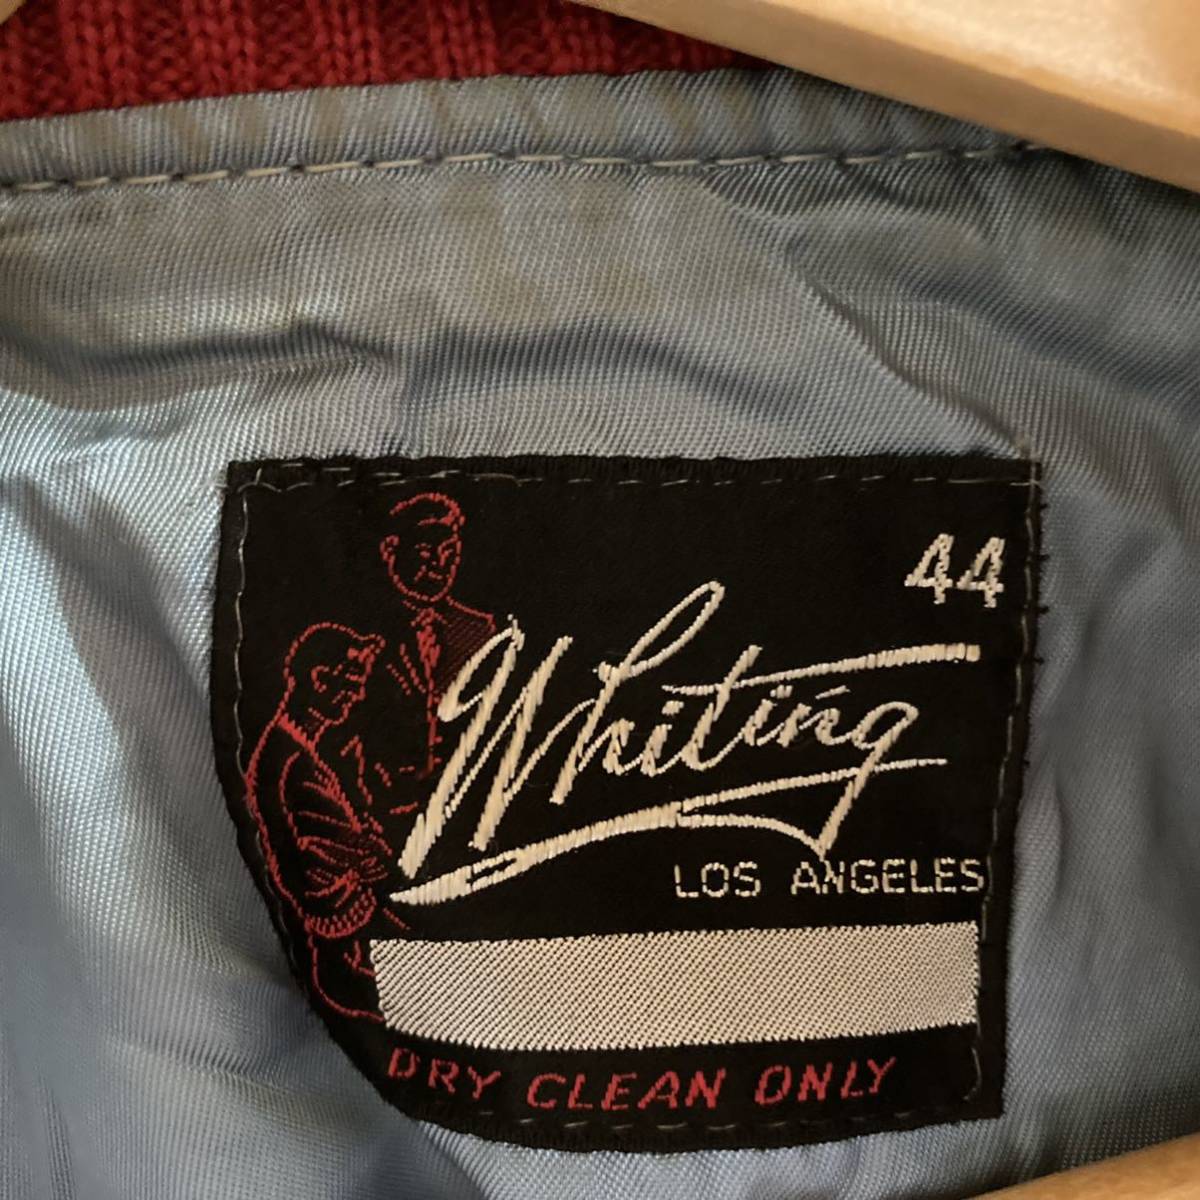 44
Whiting
LOS ANGELES
DRY CLEAN ONLY